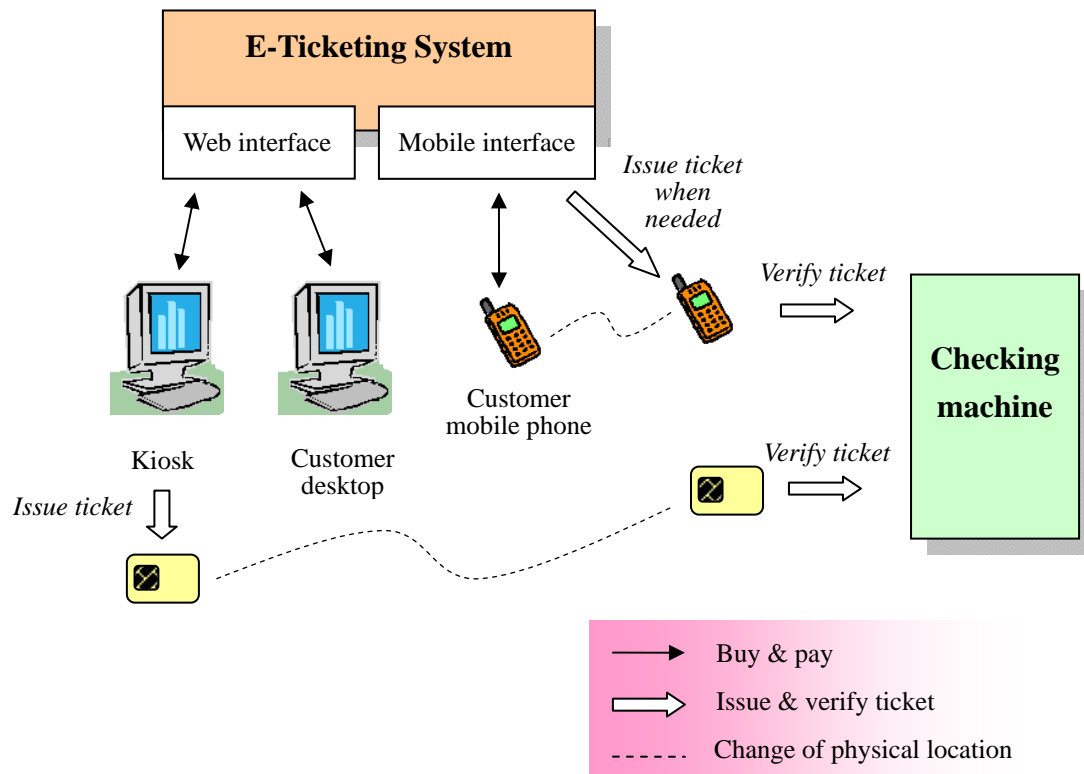 E-Ticketing System
Web interface
Mobile interface
Issue ticket
when
needed
Verify ticket
Checking
machine
Customer
mobile phone
Kiosk
Customer
desktop
Verify ticket
Issue ticket
Buy & pay
Issue & verify ticket
Change of physical location